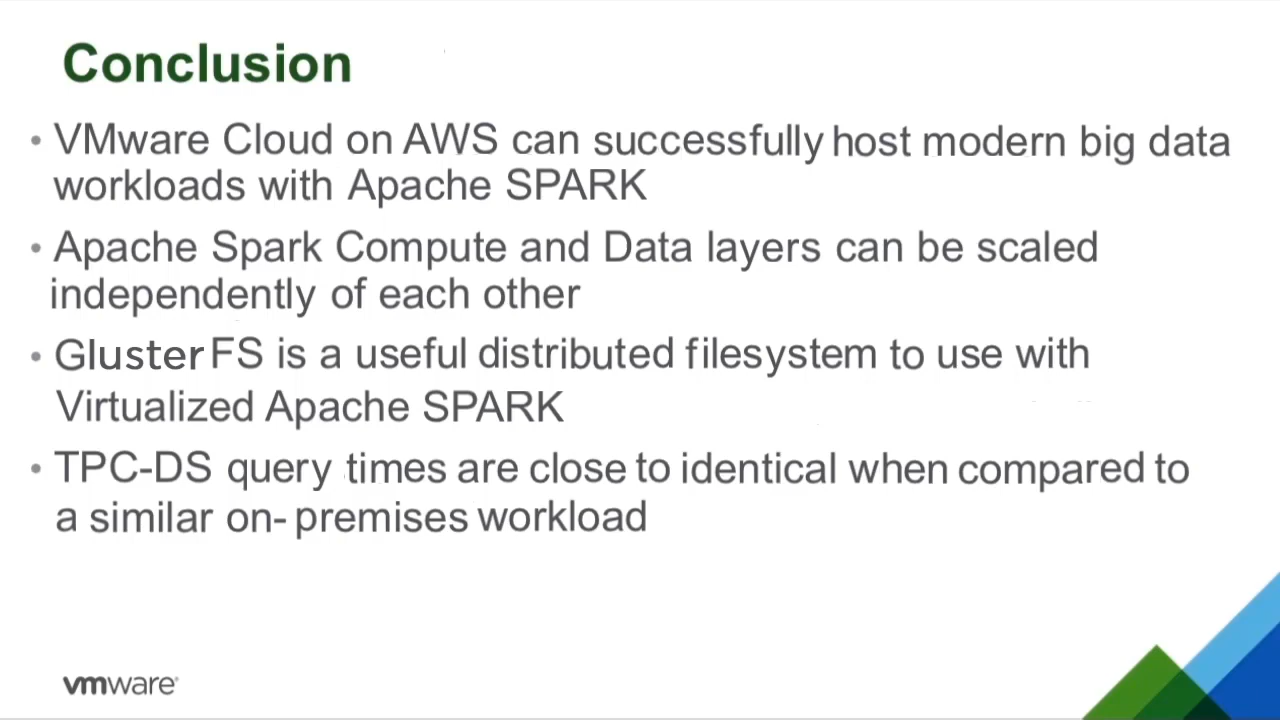 Conclusion
• VMware Cloud on AWS can successfully host modern big data
workloads with Apache SPARK
• Apache Spark Compute and Data layers can be scaled
independently of each other
• GlusterFS is a useful distributed filesystem to use with
Virtualized Apache SPARK
• TPC-DS query times are close to identical when compared to
a similar on- premises workload
vmware®